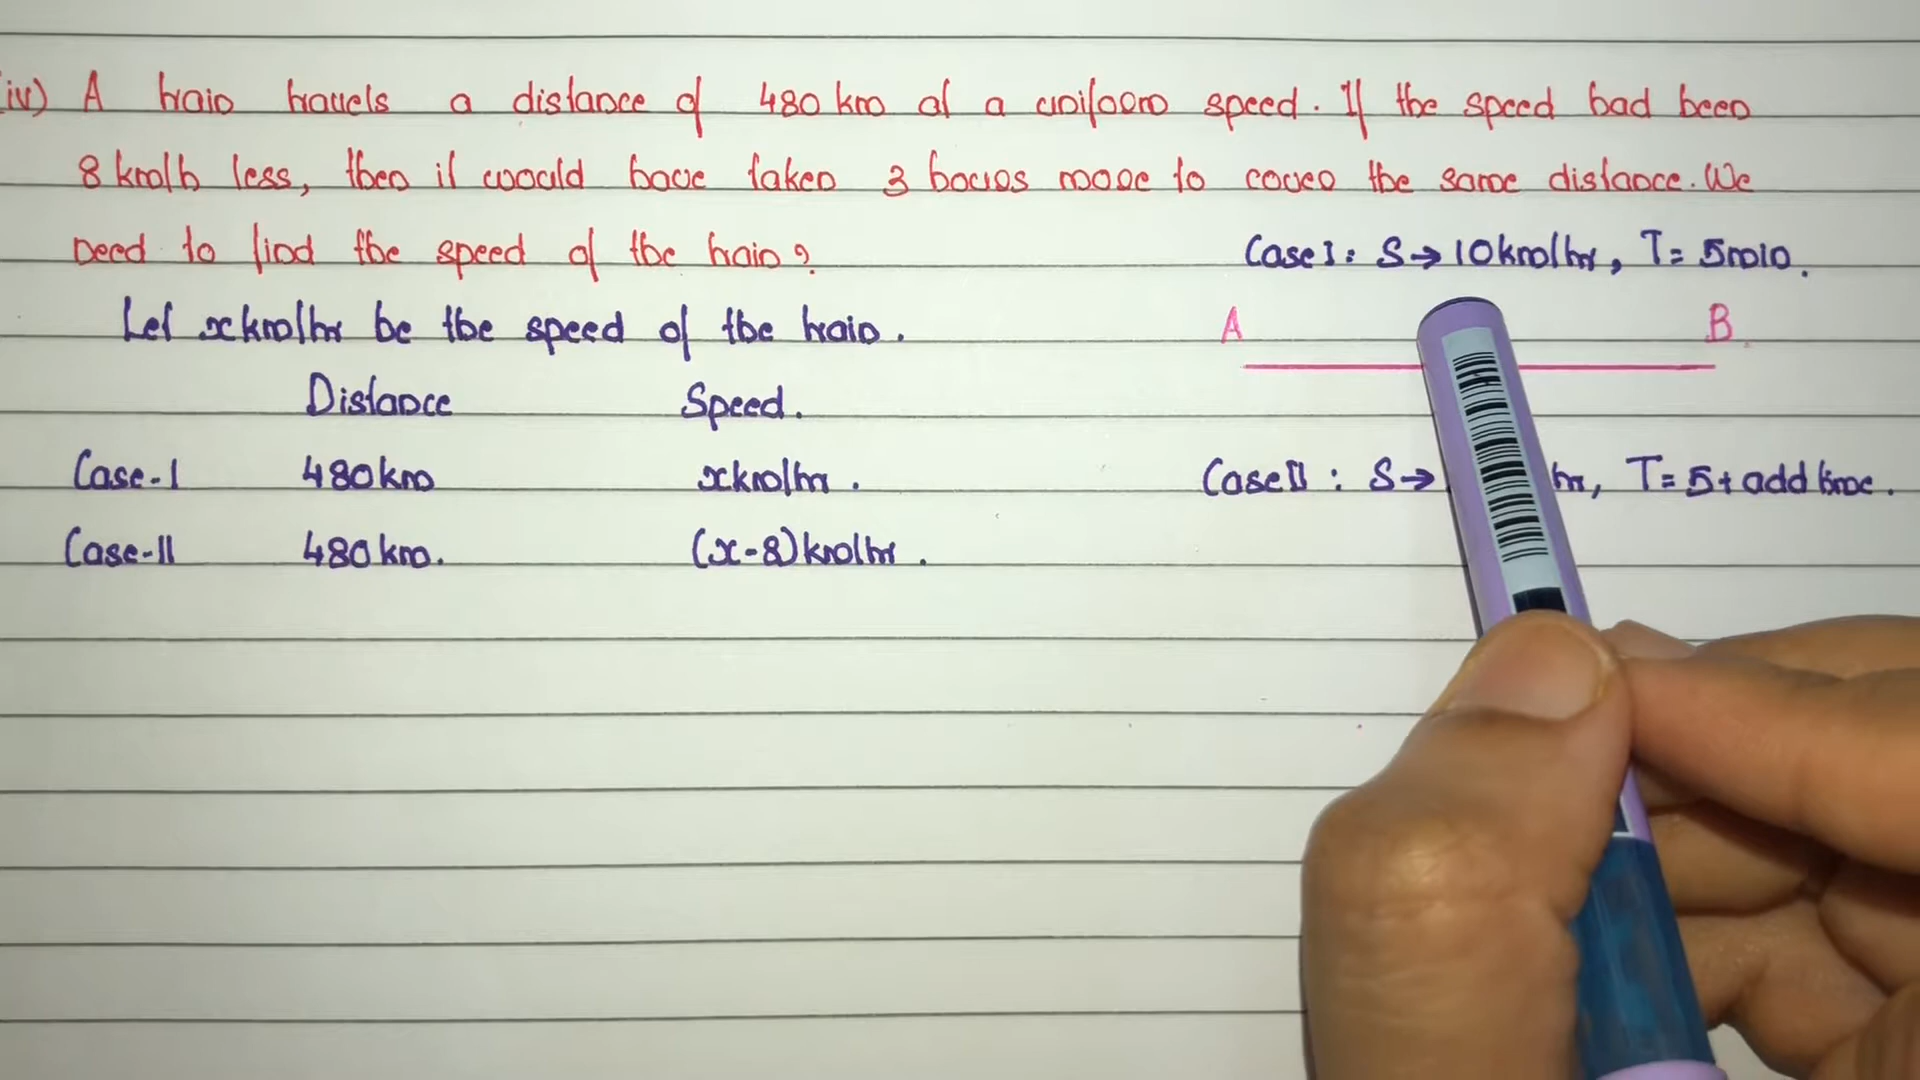 iv) A train travels a distance of 480 km at a uniform speed. If the speed had been
8 km/h less, then it would have taken 3 hours more to cover the same distance. We
need to find the speed of the train?
Case I: S→ 10 km/hr, T= 5 min.
Let x km/hr be the speed of the train.
A B
Distance Speed.
Case-I 480 km x km/hr.
Case II : S→ hr, T= 5+ add time.
Case-II 480 km. (x-8) km/hr.